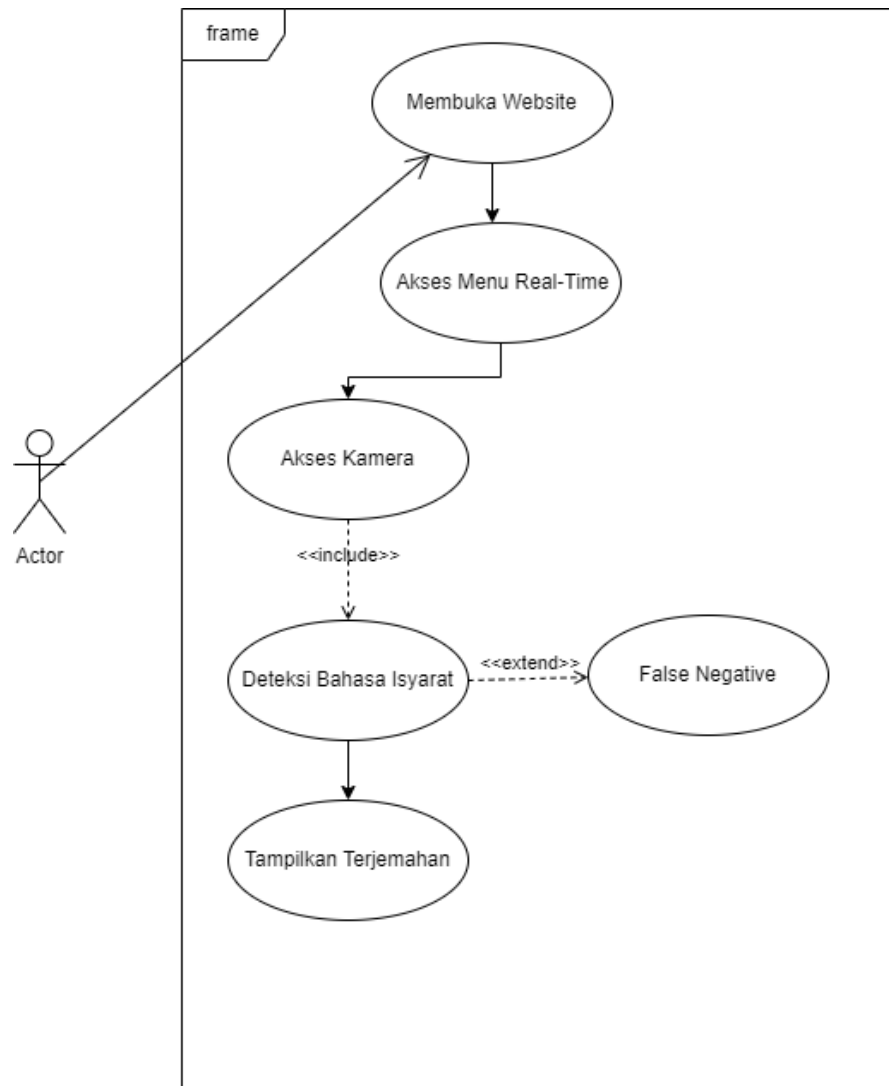 frame
Membuka Website
Akses Menu Real-Time
Akses Kamera
Actor
<<include>>
Deteksi Bahasa Isyarat
<<extend>>
False Negative
Tampilkan Terjemahan